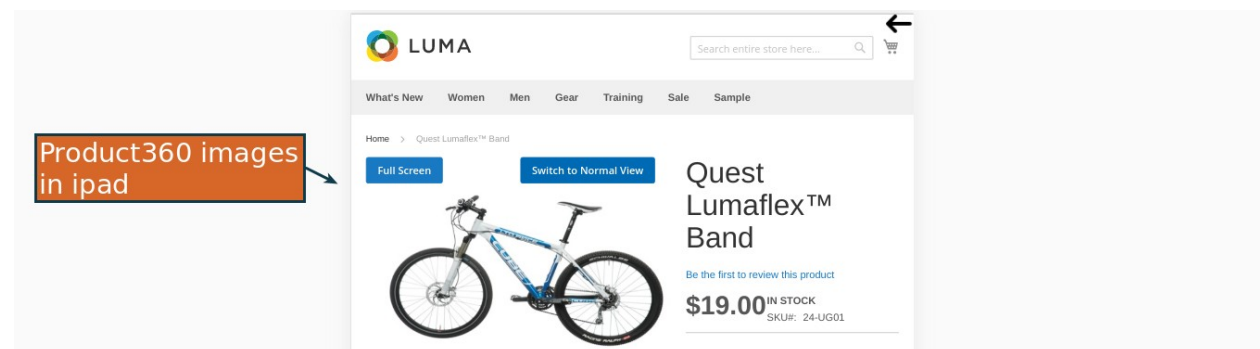 LUMA
Search entire store here...
What's New Women Men Gear Training Sale Sample
Home > Quest Lumaflex™ Band
Product360 images
in ipad
Full Screen
Switch to Normal View
Quest
Lumaflex™
Band
CUBE
Be the first to review this product
$19.00 IN STOCK
SKU#: 24-UG01